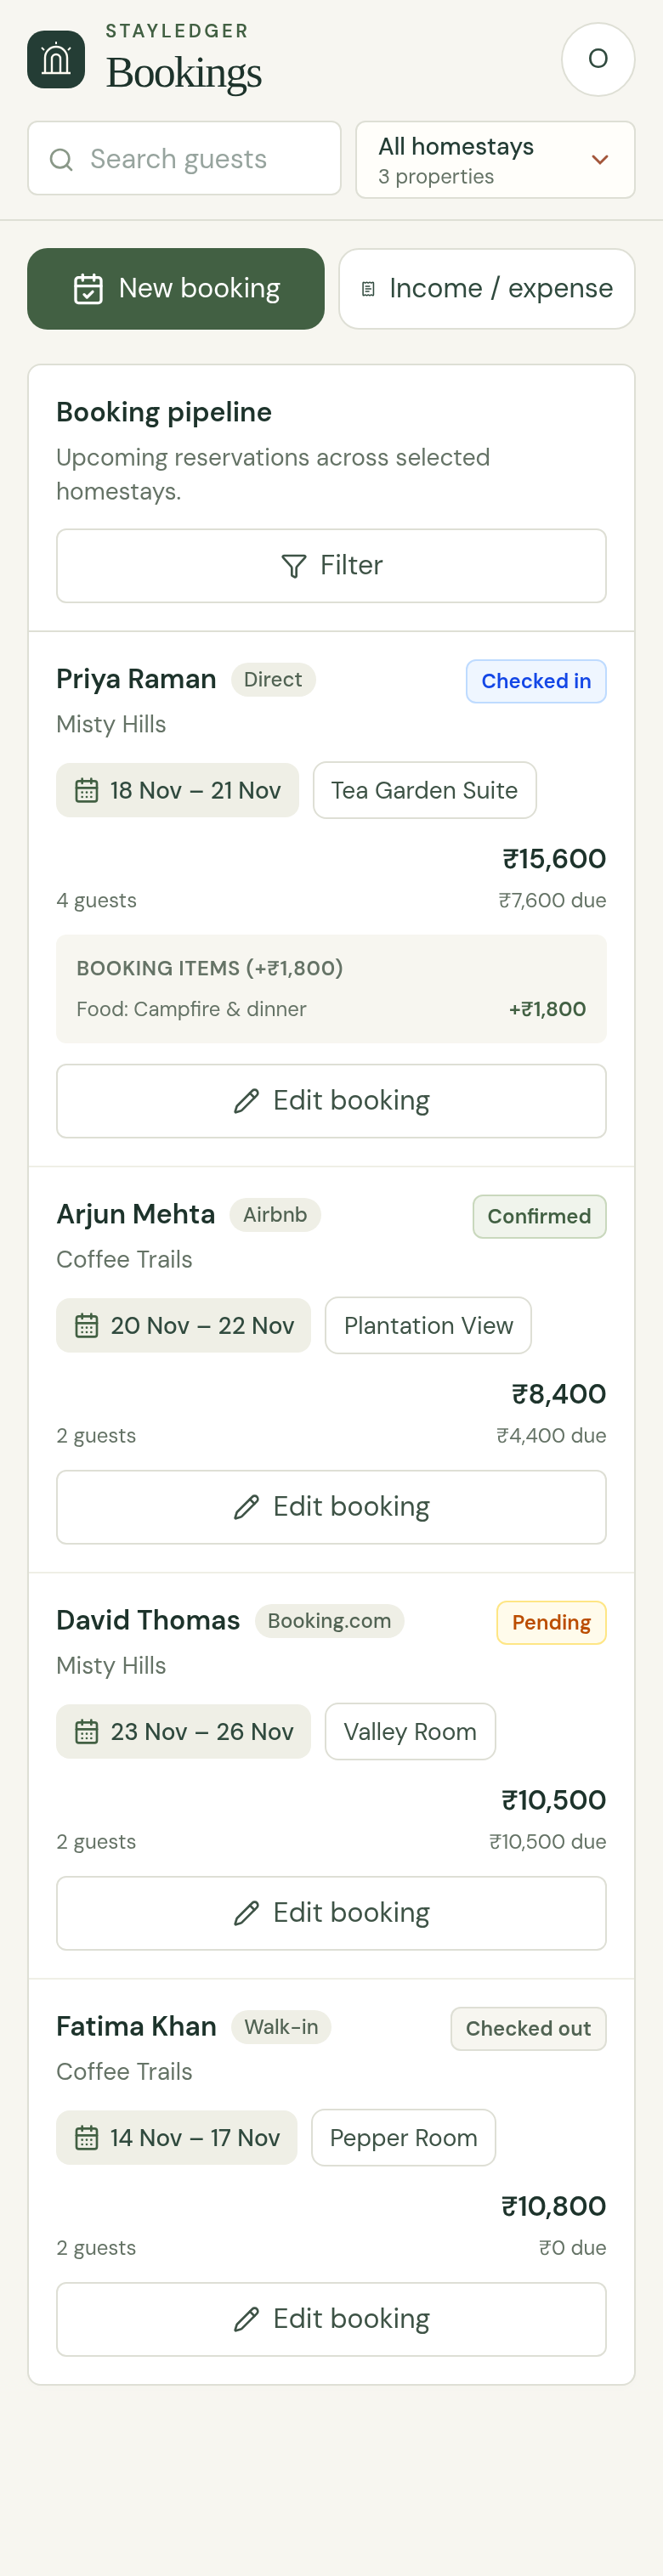 STAYLEDGER
Bookings
O
Search guests
All homestays
3 properties
New booking
Income / expense
Booking pipeline
Upcoming reservations across selected
homestays.
Filter
Priya Raman Direct Checked in
Misty Hills
18 Nov – 21 Nov Tea Garden Suite
₹15,600
4 guests ₹7,600 due
BOOKING ITEMS (+₹1,800)
Food: Campfire & dinner +₹1,800
Edit booking
Arjun Mehta Airbnb Confirmed
Coffee Trails
20 Nov – 22 Nov Plantation View
₹8,400
2 guests ₹4,400 due
Edit booking
David Thomas Booking.com Pending
Misty Hills
23 Nov – 26 Nov Valley Room
₹10,500
2 guests ₹10,500 due
Edit booking
Fatima Khan Walk-in Checked out
Coffee Trails
14 Nov – 17 Nov Pepper Room
₹10,800
2 guests ₹0 due
Edit booking